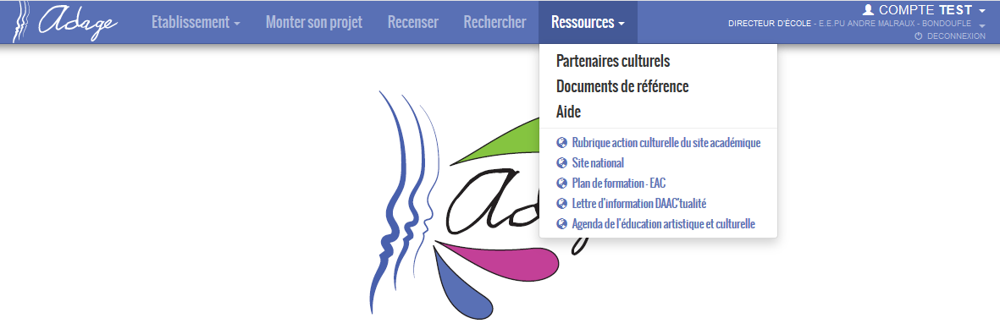 Adage
Etablissement
Monter son projet
Recenser
Rechercher
Ressources
COMPTE TEST
DIRECTEUR D'ÉCOLE - E.E.PU ANDRE MALRAUX - BONDOUFLE
DECONNEXION
Partenaires culturels
Documents de référence
Aide
Rubrique action culturelle du site académique
Site national
Plan de formation - EAC
Lettre d'information DAAC'tualité
Agenda de l'éducation artistique et culturelle
Adag